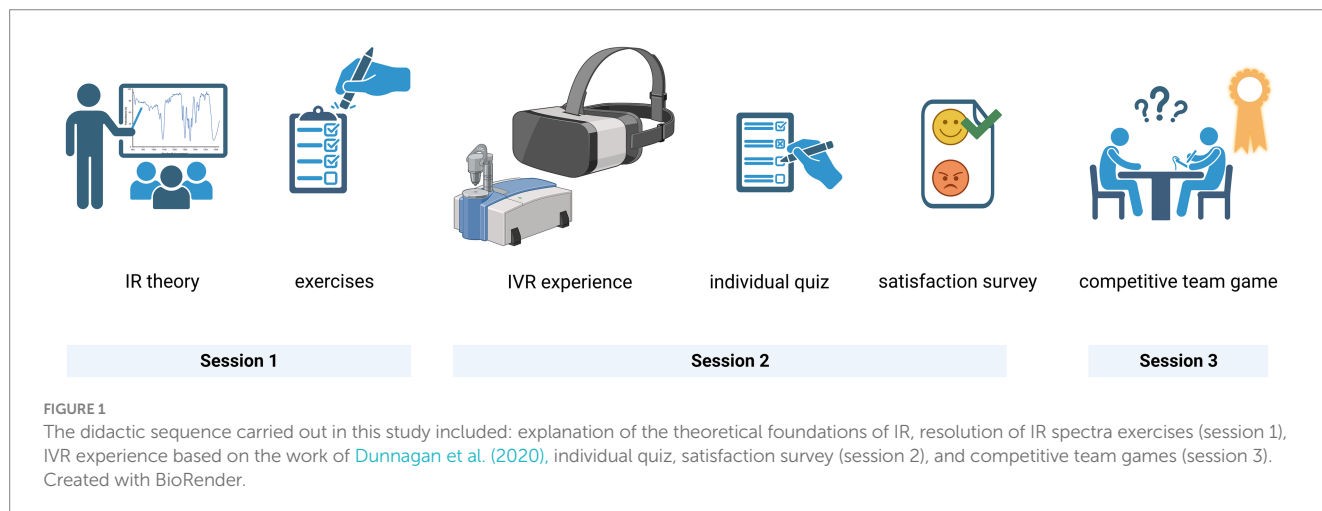 IR theory
exercises
IVR experience
individual quiz
satisfaction survey
competitive team game
Session 1
Session 2
Session 3
FIGURE 1
The didactic sequence carried out in this study included: explanation of the theoretical foundations of IR, resolution of IR spectra exercises (session 1),
IVR experience based on the work of Dunnagan et al. (2020), individual quiz, satisfaction survey (session 2), and competitive team games (session 3).
Created with BioRender.